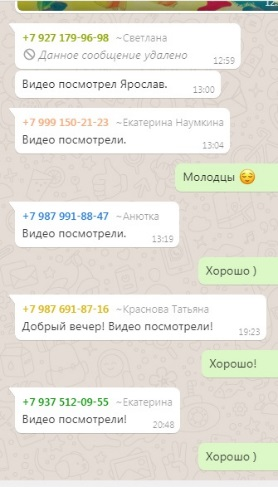 +7 927 179-96-98 ~Светлана
Данное сообщение удалено
12:59
Видео посмотрел Ярослав.
13:00
+7 999 150-21-23 ~Екатерина Наумкина
Видео посмотрели.
13:04
Молодцы 😌
+7 987 991-88-47 ~Анютка
Видео посмотрели.
13:19
Хорошо )
+7 987 691-87-16 ~Краснова Татьяна
Добрый вечер! Видео посмотрели!
19:23
Хорошо!
+7 937 512-09-55 ~Екатерина
Видео посмотрели!
20:48
Хорошо )